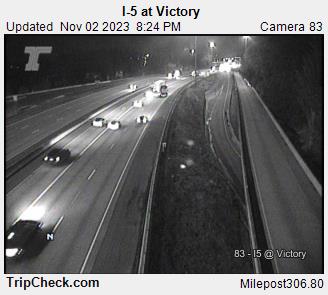 I-5 at Victory
Updated Nov 02 2023 8:24 PM Camera 83
T
N
83 - I5 @ Victory
TripCheck.com Milepost306.80